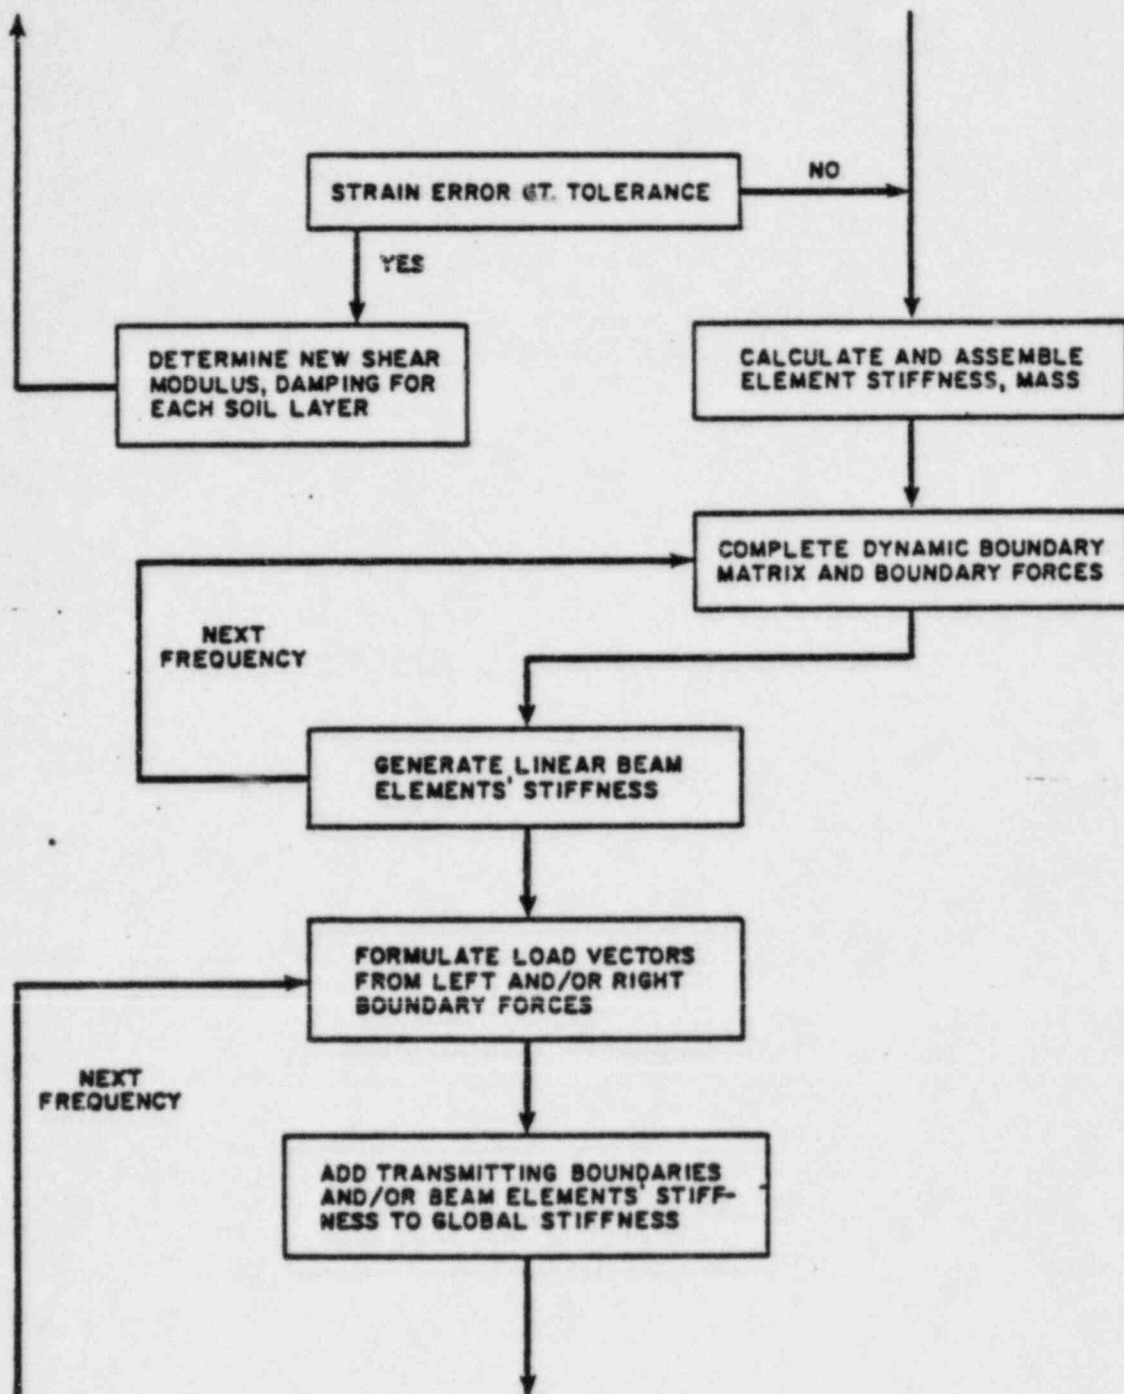 STRAIN ERROR GT. TOLERANCE
NO
YES
DETERMINE NEW SHEAR
MODULUS, DAMPING FOR
EACH SOIL LAYER
CALCULATE AND ASSEMBLE
ELEMENT STIFFNESS, MASS
COMPLETE DYNAMIC BOUNDARY
MATRIX AND BOUNDARY FORCES
NEXT
FREQUENCY
GENERATE LINEAR BEAM
ELEMENTS' STIFFNESS
FORMULATE LOAD VECTORS
FROM LEFT AND/OR RIGHT
BOUNDARY FORCES
NEXT
FREQUENCY
ADD TRANSMITTING BOUNDARIES
AND/OR BEAM ELEMENTS' STIFF-
NESS TO GLOBAL STIFFNESS